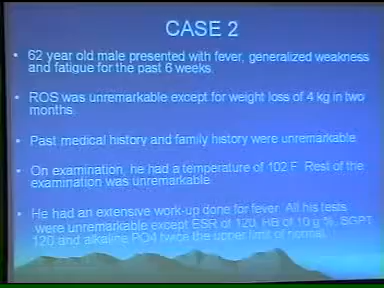 CASE 2
• 62 year old male presented with fever, generalized weakness
and fatigue for the past 6 weeks.
• ROS was unremarkable except for weight loss of 4 kg in two
months.
• Past medical history and family history were unremarkable.
• On examination, he had a temperature of 102 F. Rest of the
examination was unremarkable.
• He had an extensive work-up done for fever. All his tests
were unremarkable except ESR of 120, HB of 10 g %, SGPT
120 and alkaline PO4 twice the upper limit of normal.